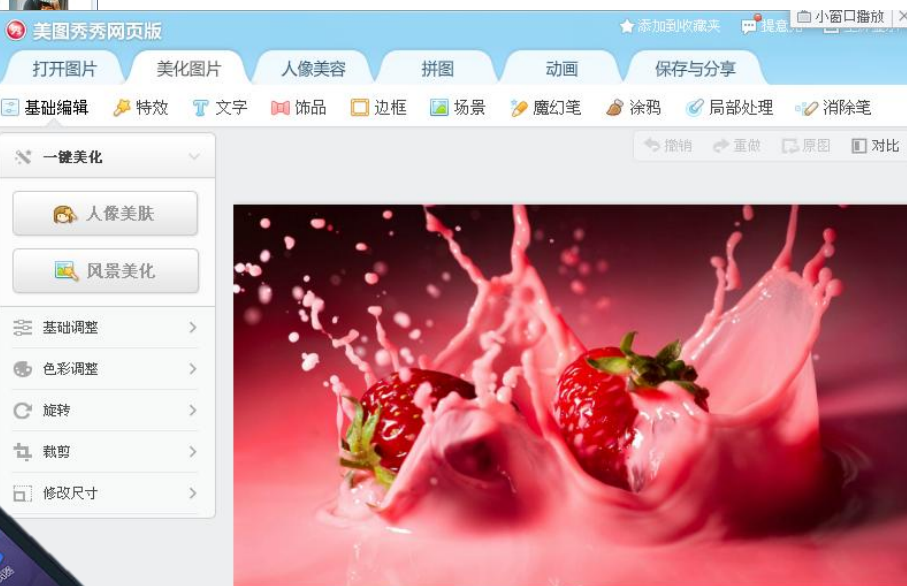 小窗口播放
美图秀秀网页版
添加到收藏夹
打开图片 美化图片 人像美容 拼图 动画 保存与分享
基础编辑 特效 文字 饰品 边框 场景 魔幻笔 涂鸦 局部处理 消除笔
撤销 重做 原图 对比
一键美化
人像美肤
风景美化
基础调整
色彩调整
旋转
裁剪
修改尺寸